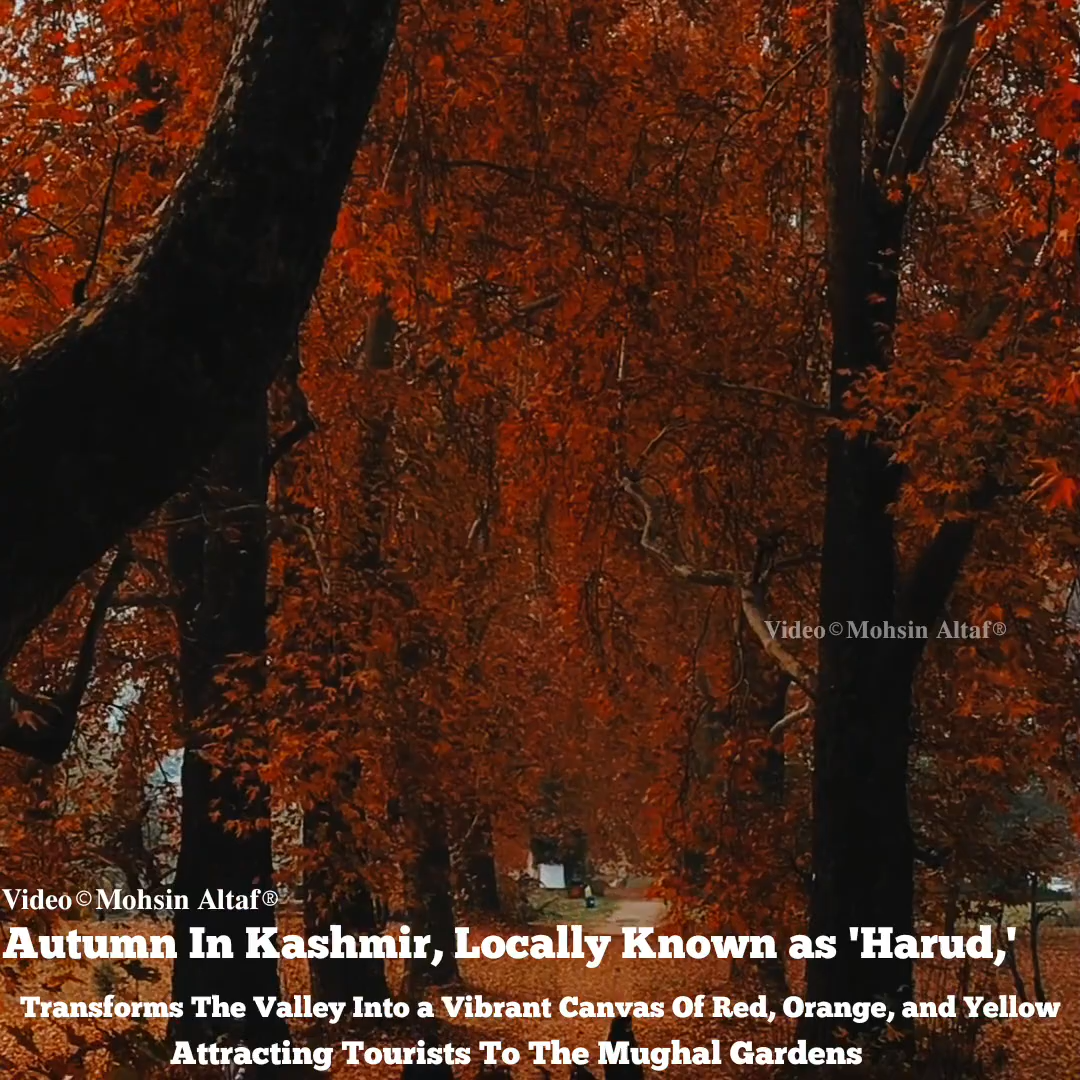 Video©Mohsin Altaf®
Video©Mohsin Altaf®
Autumn In Kashmir, Locally Known as 'Harud,'
Transforms The Valley Into a Vibrant Canvas Of Red, Orange, and Yellow
Attracting Tourists To The Mughal Gardens